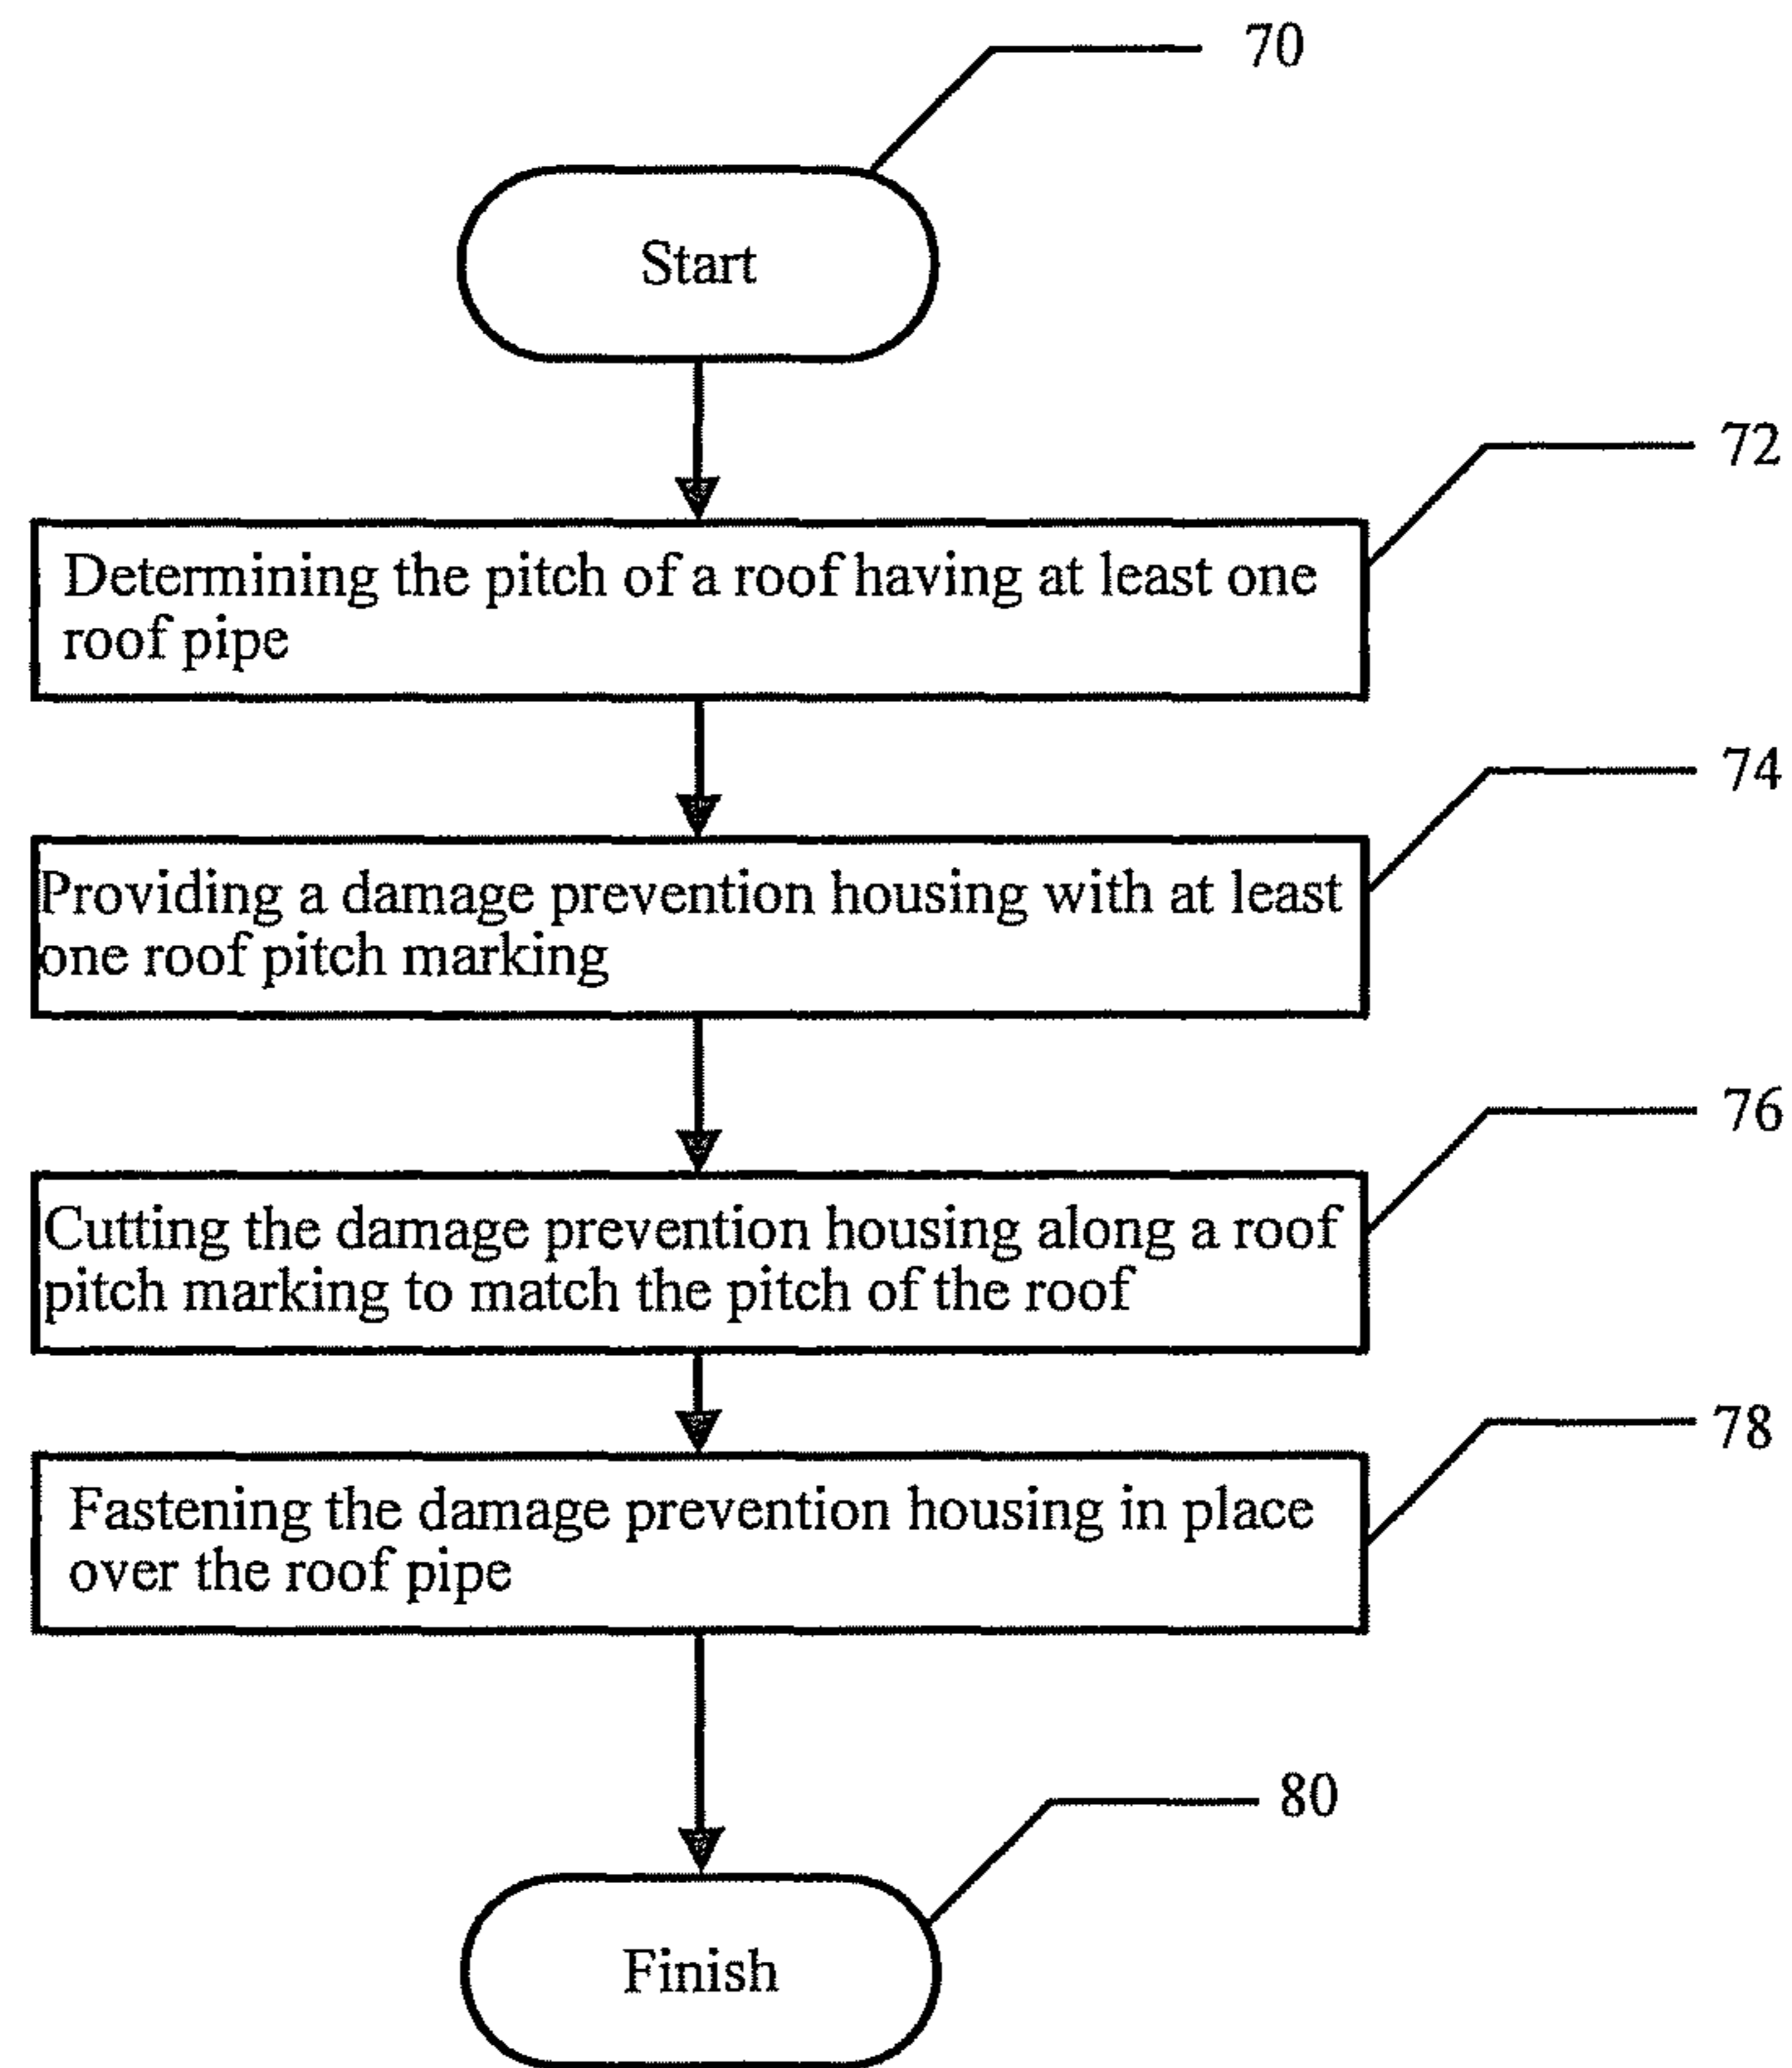 70
Start
72
Determining the pitch of a roof having at least one
roof pipe
74
Providing a damage prevention housing with at least
one roof pitch marking
76
Cutting the damage prevention housing along a roof
pitch marking to match the pitch of the roof
78
Fastening the damage prevention housing in place
over the roof pipe
80
Finish